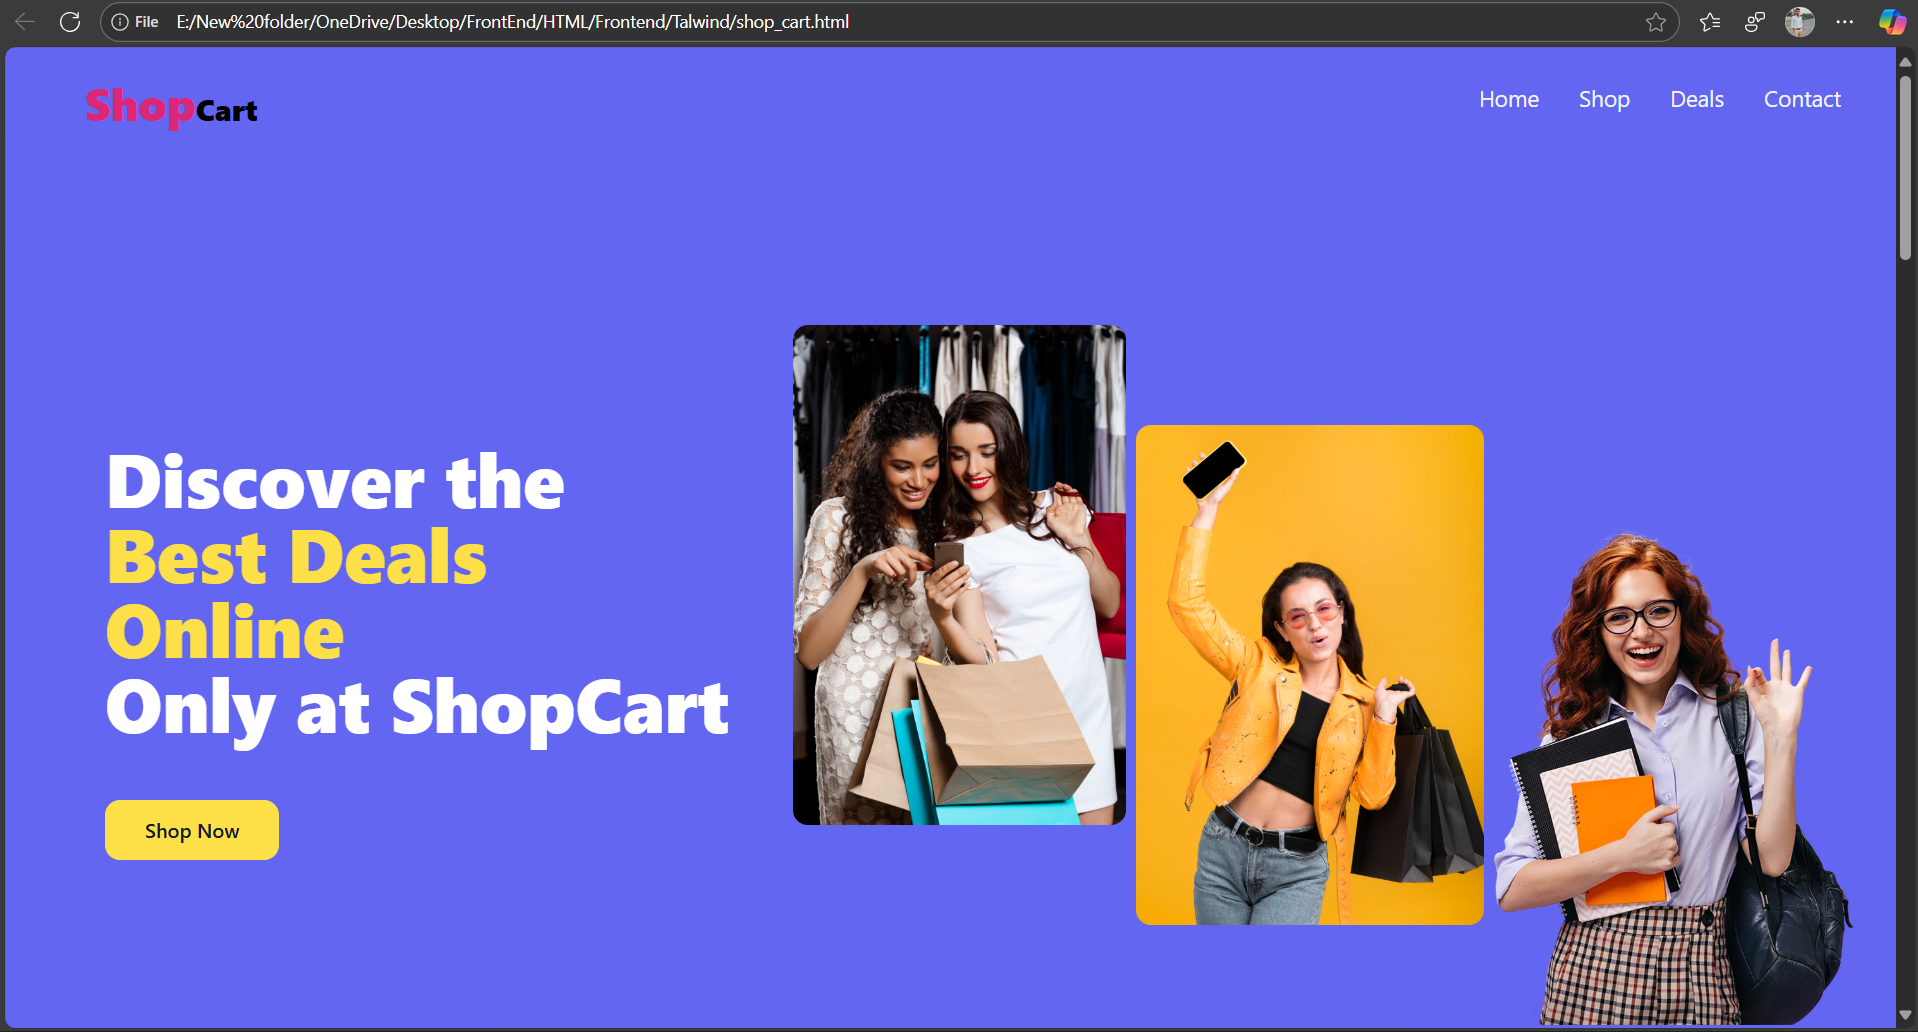 File E:/New%20folder/OneDrive/Desktop/FrontEnd/HTML/Frontend/Talwind/shop_cart.html
ShopCart
Home Shop Deals Contact
Discover the
Best Deals
Online
Only at ShopCart
Shop Now